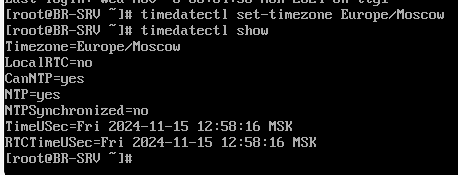 [root@BR-SRV ~]# timedatectl set-timezone Europe/Moscow
[root@BR-SRV ~]# timedatectl show
Timezone=Europe/Moscow
LocalRTC=no
CanNTP=yes
NTP=yes
NTPSynchronized=no
TimeUSec=Fri 2024-11-15 12:58:16 MSK
RTCTimeUSec=Fri 2024-11-15 12:58:16 MSK
[root@BR-SRV ~]#